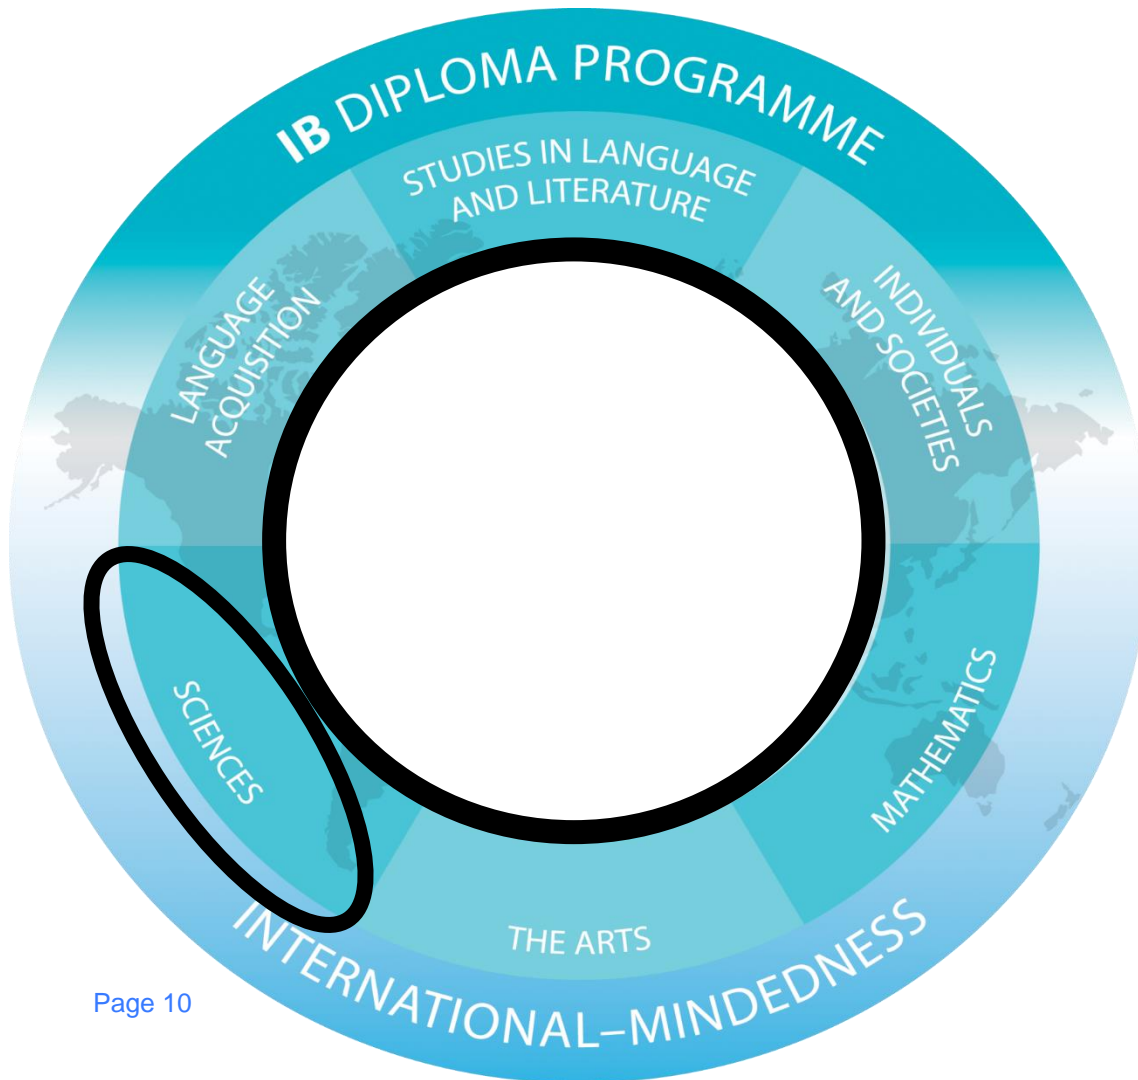 IB DIPLOMA PROGRAMME
STUDIES IN LANGUAGE
AND LITERATURE
LANGUAGE
ACQUISITION
INDIVIDUALS
AND SOCIETIES
SCIENCES
MATHEMATICS
THE ARTS
INTERNATIONAL–MINDEDNESS
Page 10